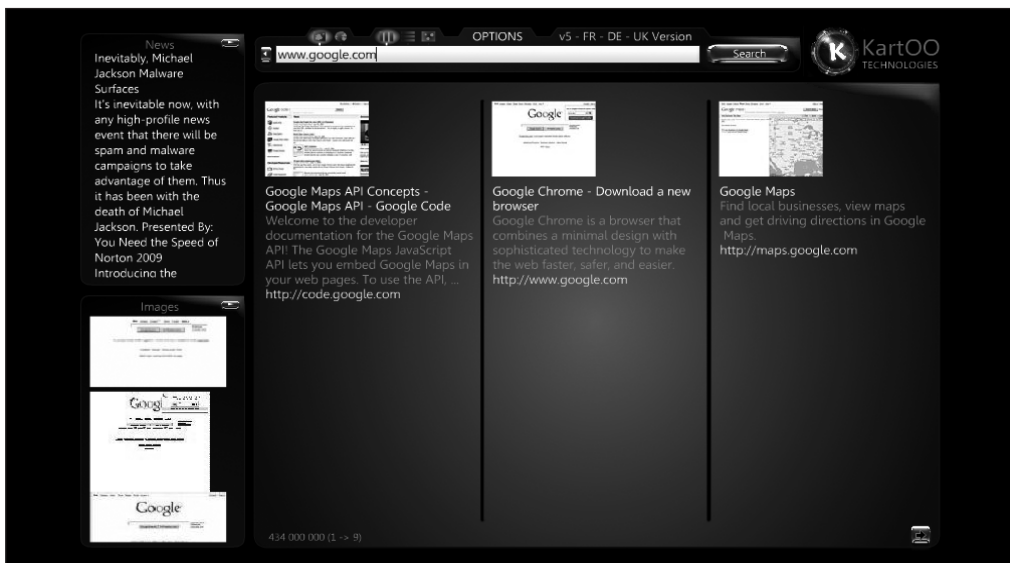 OPTIONS
v5 - FR - DE - UK Version
www.google.com
Search
K
KartOO
TECHNOLOGIES
News
Inevitably, Michael
Jackson Malware
Surfaces
It's inevitable now, with
any high-profile news
event that there will be
spam and malware
campaigns to take
advantage of them. Thus
it has been with the
death of Michael
Jackson. Presented By:
You Need the Speed of
Norton 2009
Introducing the
Images
Google
Google
Google Maps API Concepts -
Google Maps API - Google Code
Welcome to the developer
documentation for the Google Maps
API! The Google Maps JavaScript
API lets you embed Google Maps in
your web pages. To use the API, ...
http://code.google.com
Google
Google Chrome - Download a new
browser
Google Chrome is a browser that
combines a minimal design with
sophisticated technology to make
the web faster, safer, and easier.
http://www.google.com
Google Maps
Find local businesses, view maps
and get driving directions in Google
Maps.
http://maps.google.com
434 000 000 (1 -> 9)